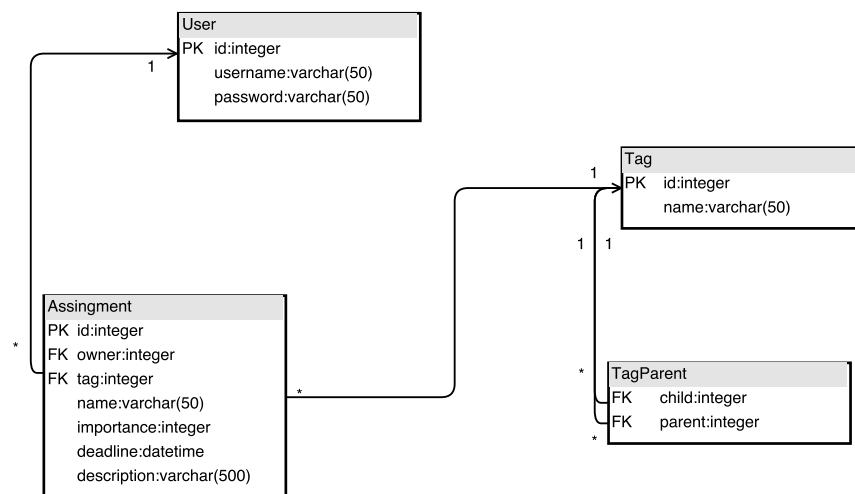 User
PK id:integer
username:varchar(50)
password:varchar(50)
1
Tag
PK id:integer
name:varchar(50)
1
1 1
Assingment
PK id:integer
FK owner:integer
FK tag:integer
name:varchar(50)
importance:integer
deadline:datetime
description:varchar(500)
*
*
TagParent
FK child:integer
FK parent:integer
*
*